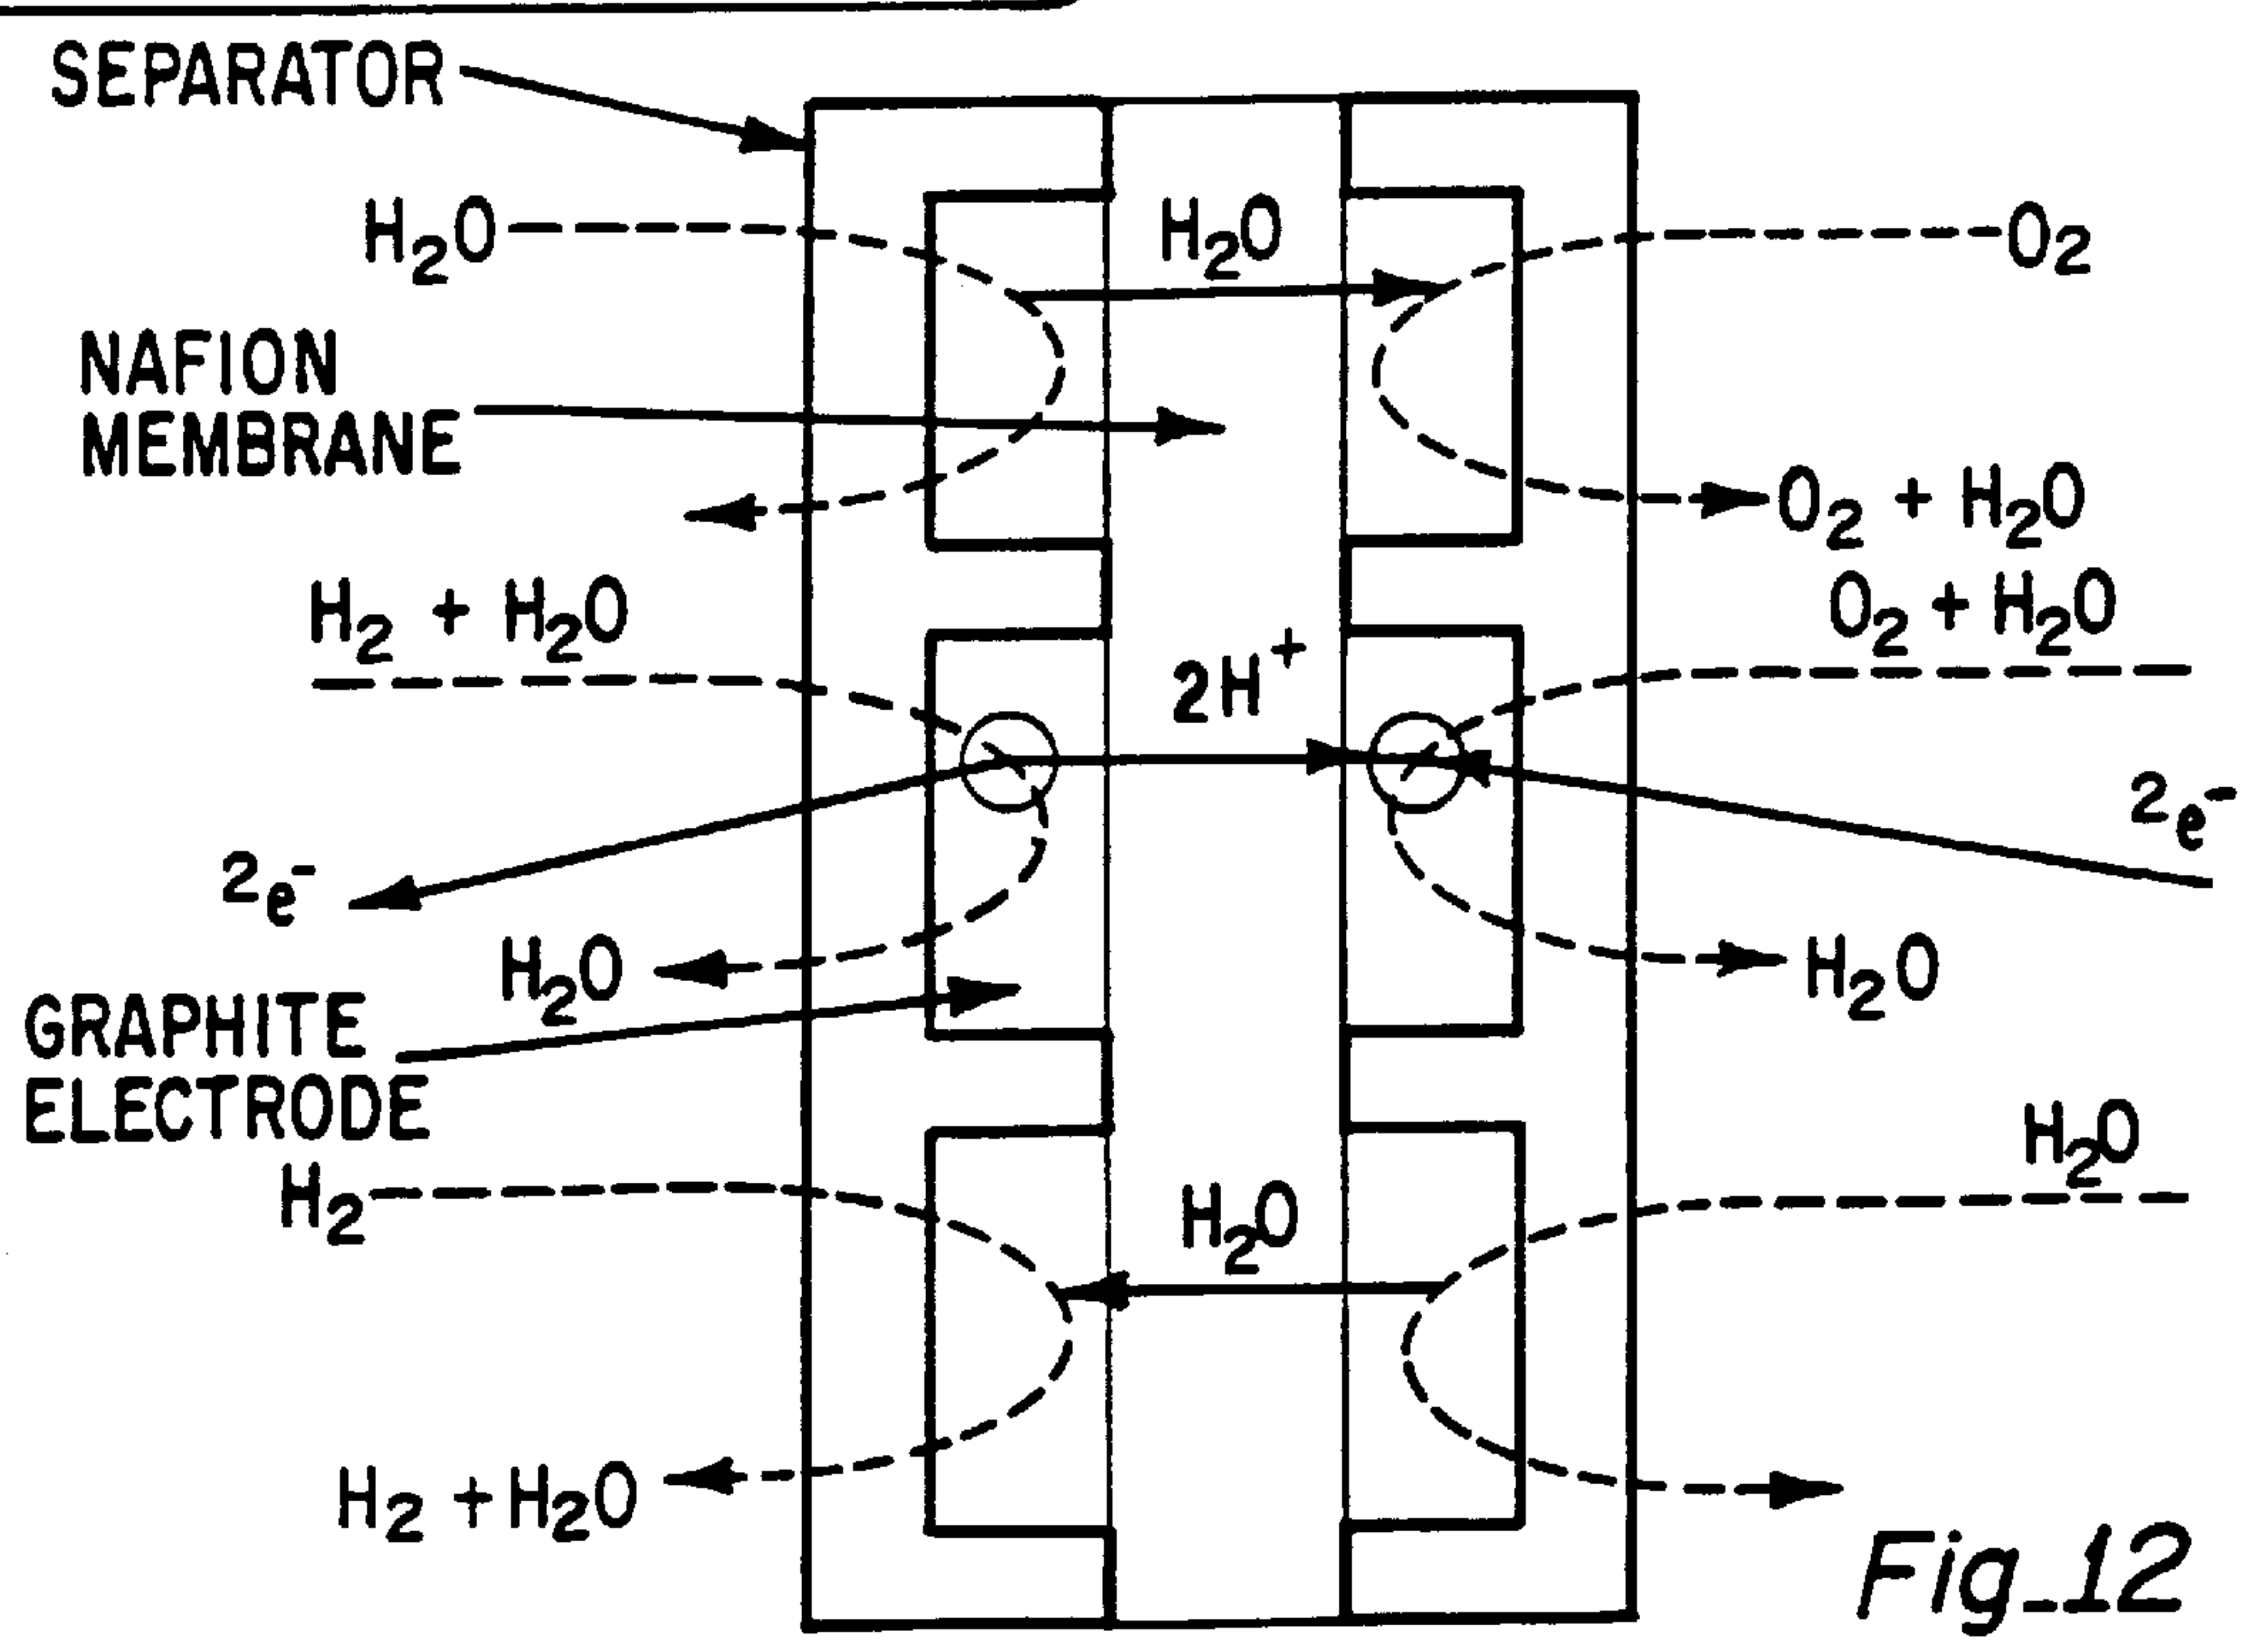 SEPARATOR
H₂O
H₂O
O₂
NAFION
MEMBRANE
O₂ + H₂O
H₂ + H₂O
O₂ + H₂O
2H⁺
2e⁻
2e⁻
H₂O
H₂O
GRAPHITE
ELECTRODE
H₂O
H₂
H₂O
H₂ + H₂O
Fig_12